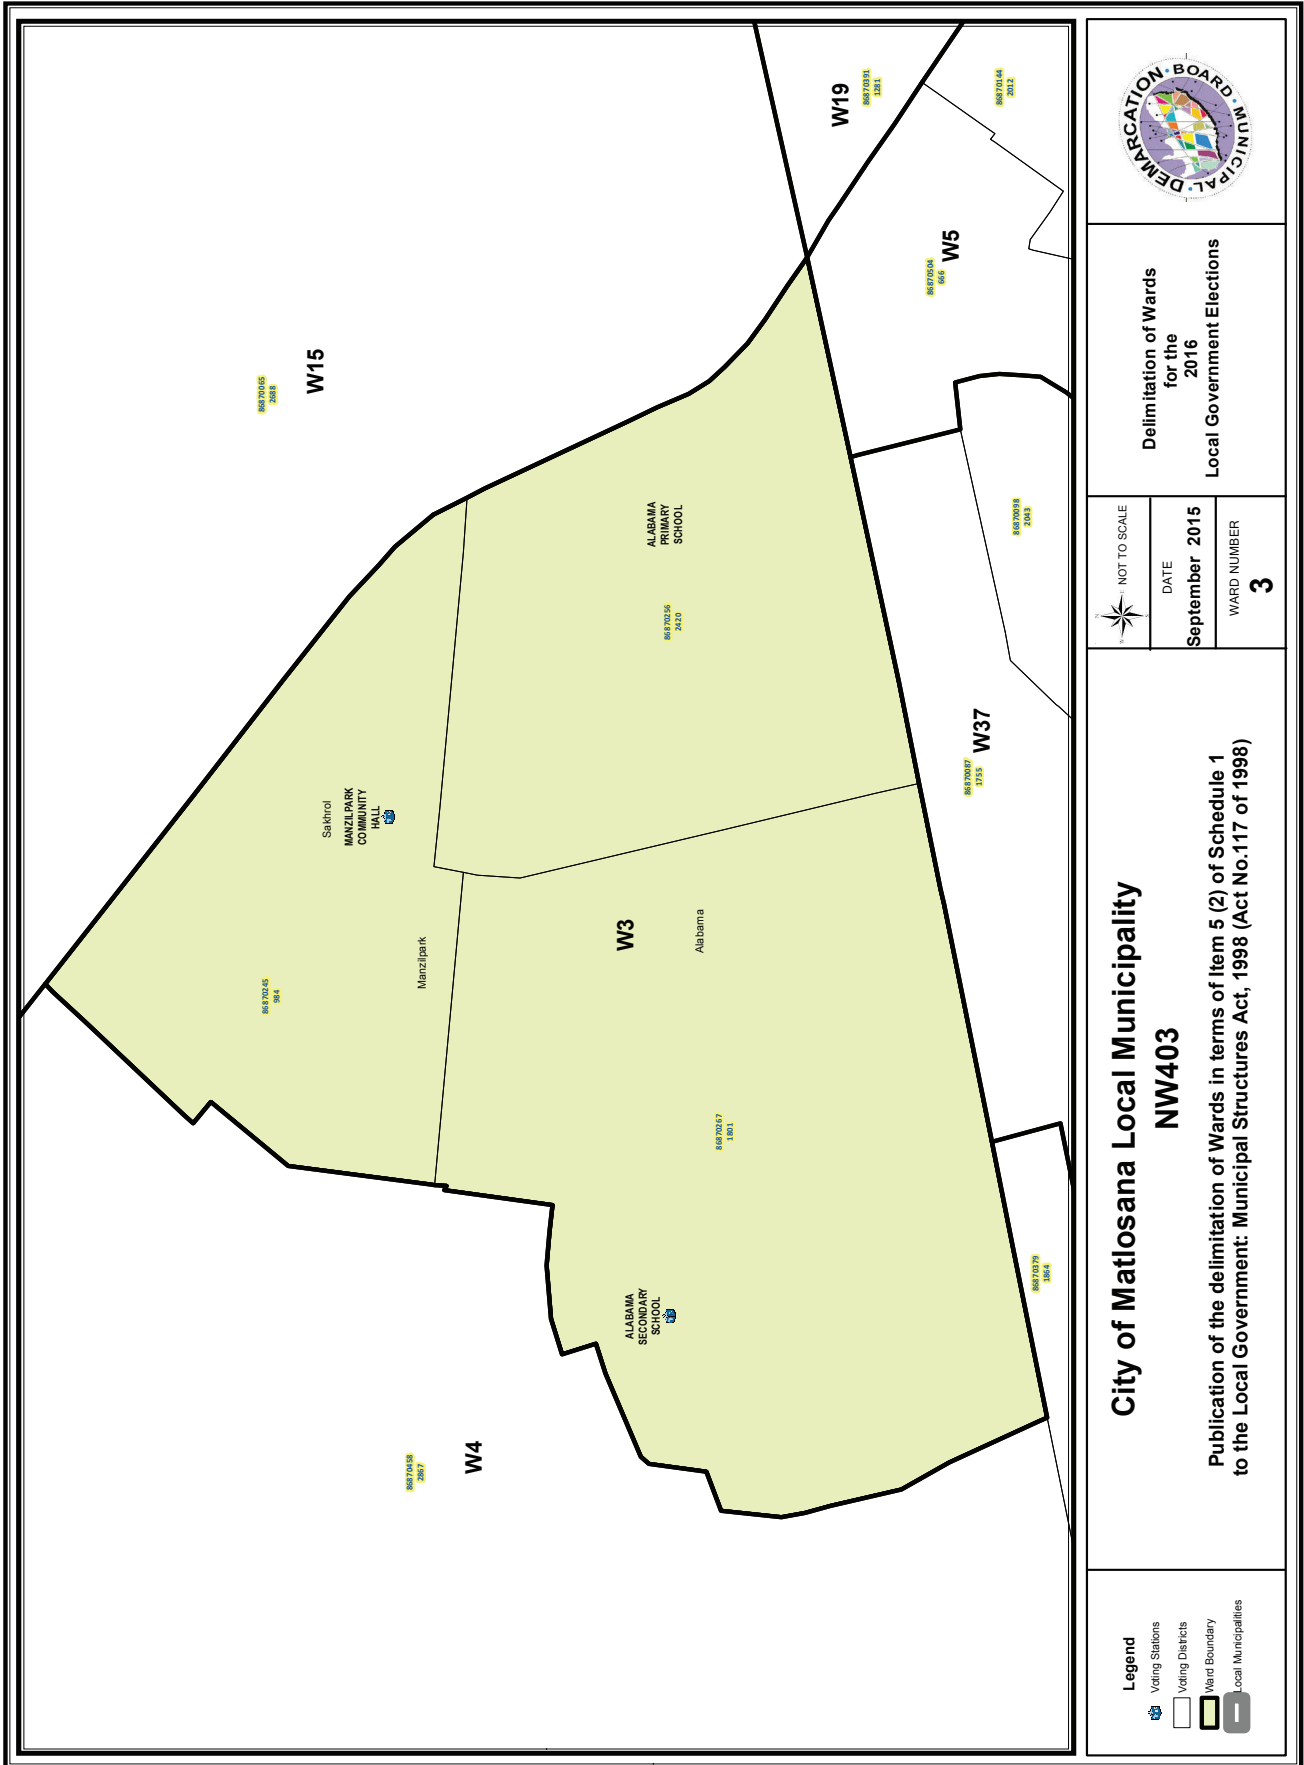 W15
86870065
2688
W19
86870391
1281
86870144
2012
W5
86870504
666
ALABAMA
PRIMARY
SCHOOL
86870256
2420
86870098
2043
Sakhrol
MANZILPARK
COMMUNITY
HALL
Manzilpark
86870245
984
W3
Alabama
W37
86870087
1755
86870267
1801
ALABAMA
SECONDARY
SCHOOL
86870379
1864
W4
86870458
2867
Legend
Voting Stations
Voting Districts
Ward Boundary
Local Municipalities
City of Matlosana Local Municipality
NW403
Publication of the delimitation of Wards in terms of Item 5 (2) of Schedule 1
to the Local Government: Municipal Structures Act, 1998 (Act No.117 of 1998)
NOT TO SCALE
DATE
September 2015
WARD NUMBER
3
Delimitation of Wards
for the
2016
Local Government Elections
MUNICIPAL DEMARCATION BOARD